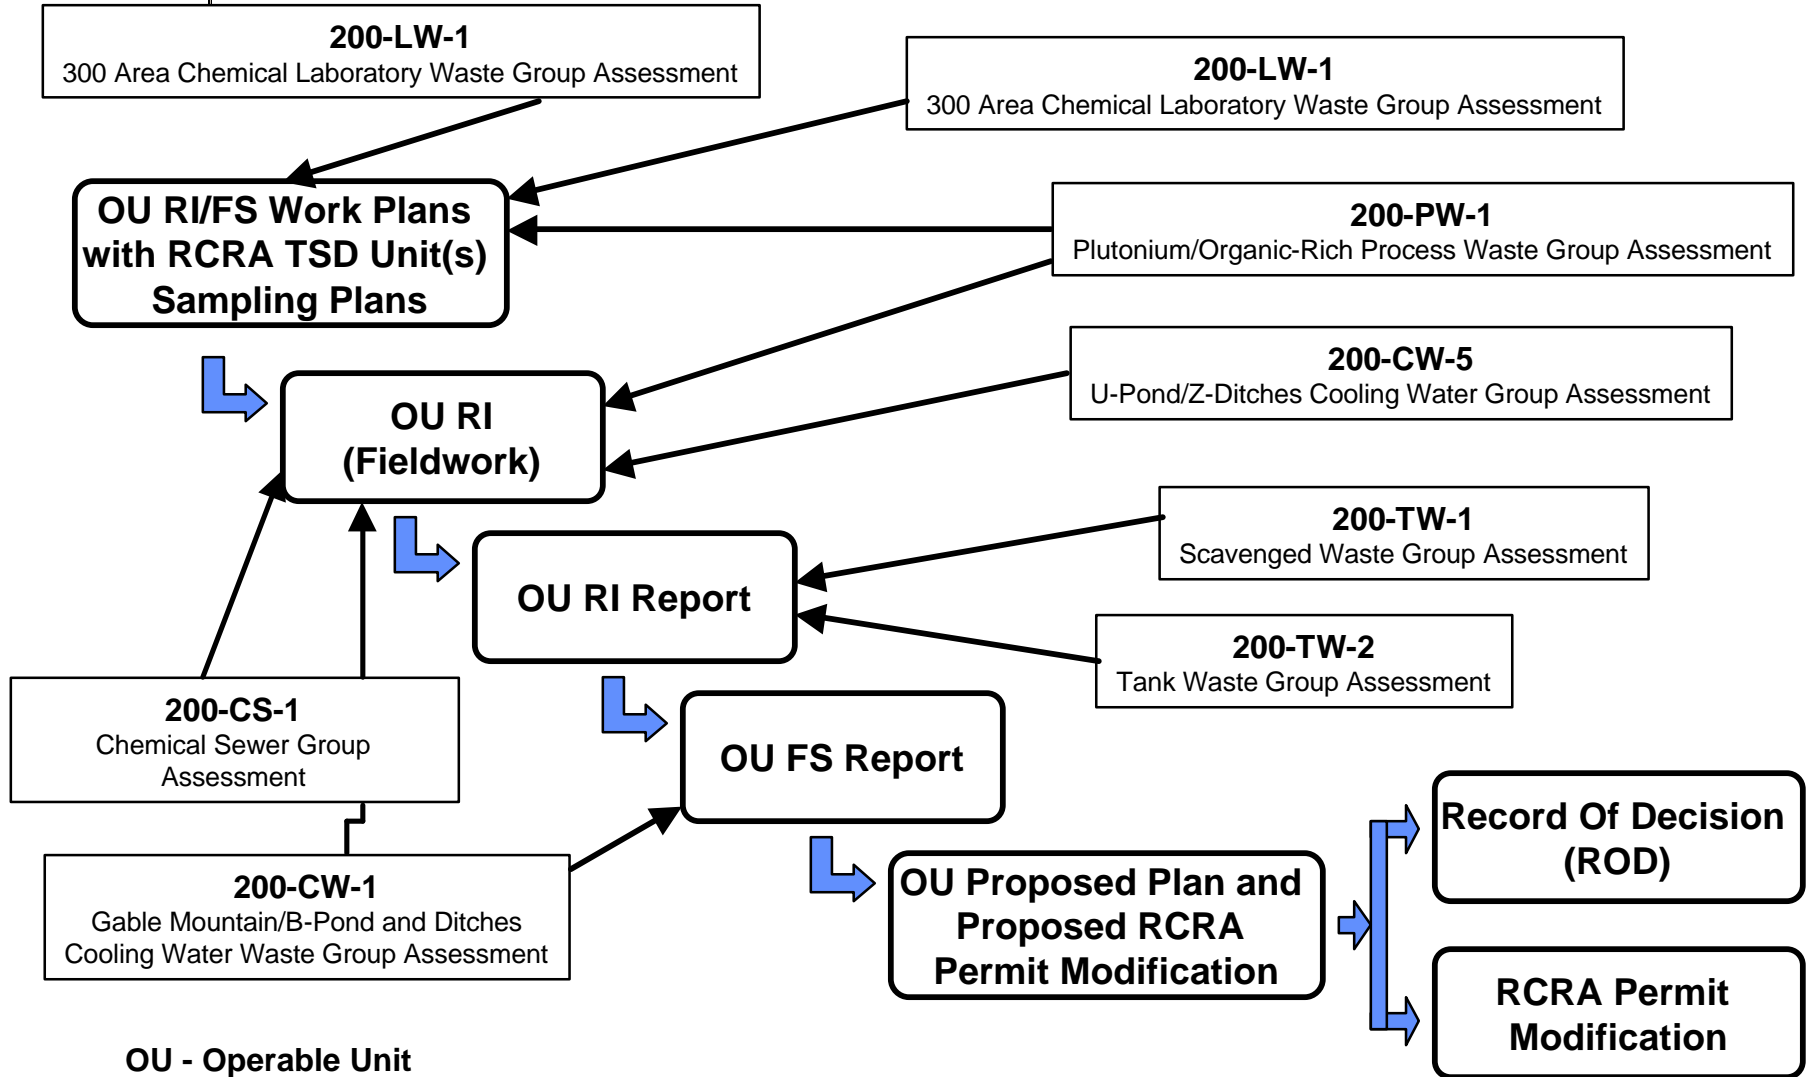 200-LW-1
300 Area Chemical Laboratory Waste Group Assessment
200-LW-1
300 Area Chemical Laboratory Waste Group Assessment
OU RI/FS Work Plans
with RCRA TSD Unit(s)
Sampling Plans
200-PW-1
Plutonium/Organic-Rich Process Waste Group Assessment
200-CW-5
U-Pond/Z-Ditches Cooling Water Group Assessment
OU RI
(Fieldwork)
200-TW-1
Scavenged Waste Group Assessment
OU RI Report
200-TW-2
Tank Waste Group Assessment
200-CS-1
Chemical Sewer Group
Assessment
OU FS Report
200-CW-1
Gable Mountain/B-Pond and Ditches
Cooling Water Waste Group Assessment
OU Proposed Plan and
Proposed RCRA
Permit Modification
Record Of Decision
(ROD)
RCRA Permit
Modification
OU - Operable Unit